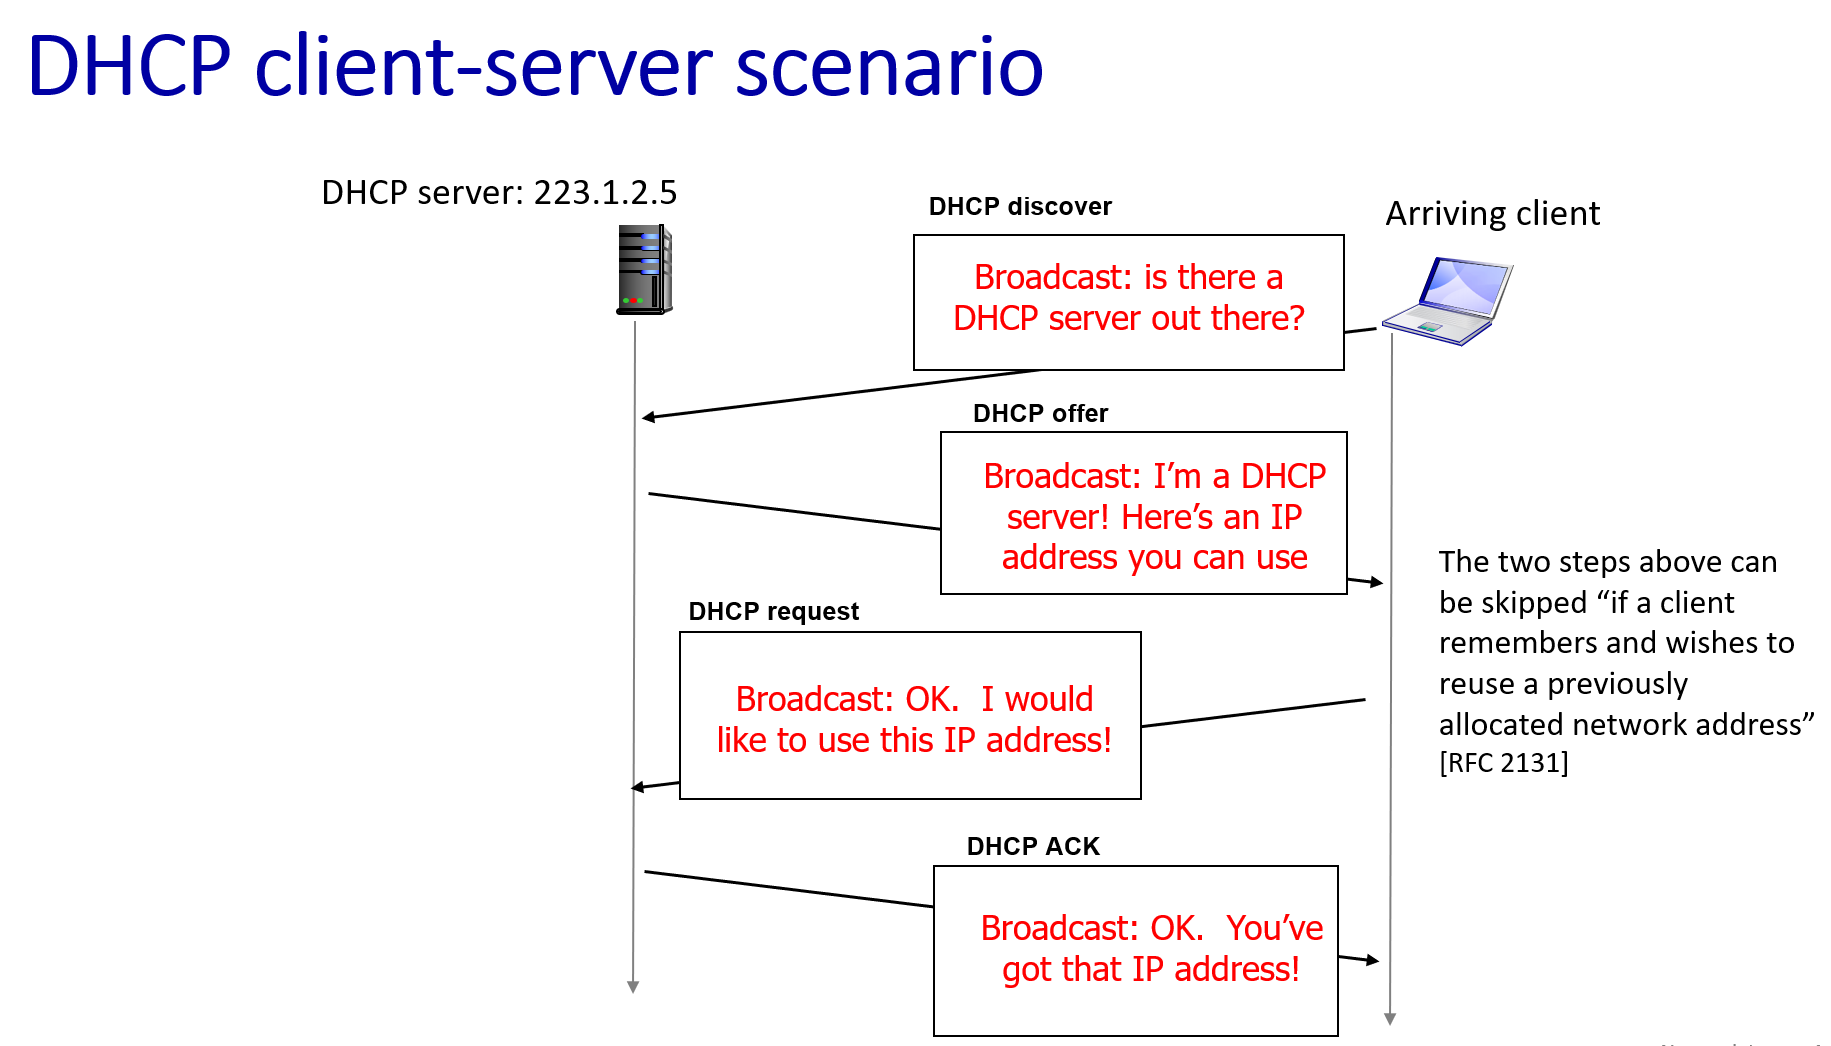 DHCP client-server scenario
DHCP server: 223.1.2.5
DHCP discover
Arriving client
Broadcast: is there a
DHCP server out there?
DHCP offer
Broadcast: I’m a DHCP
server! Here’s an IP
address you can use
The two steps above can
be skipped “if a client
remembers and wishes to
reuse a previously
allocated network address”
[RFC 2131]
DHCP request
Broadcast: OK.  I would
like to use this IP address!
DHCP ACK
Broadcast: OK.  You’ve
got that IP address!